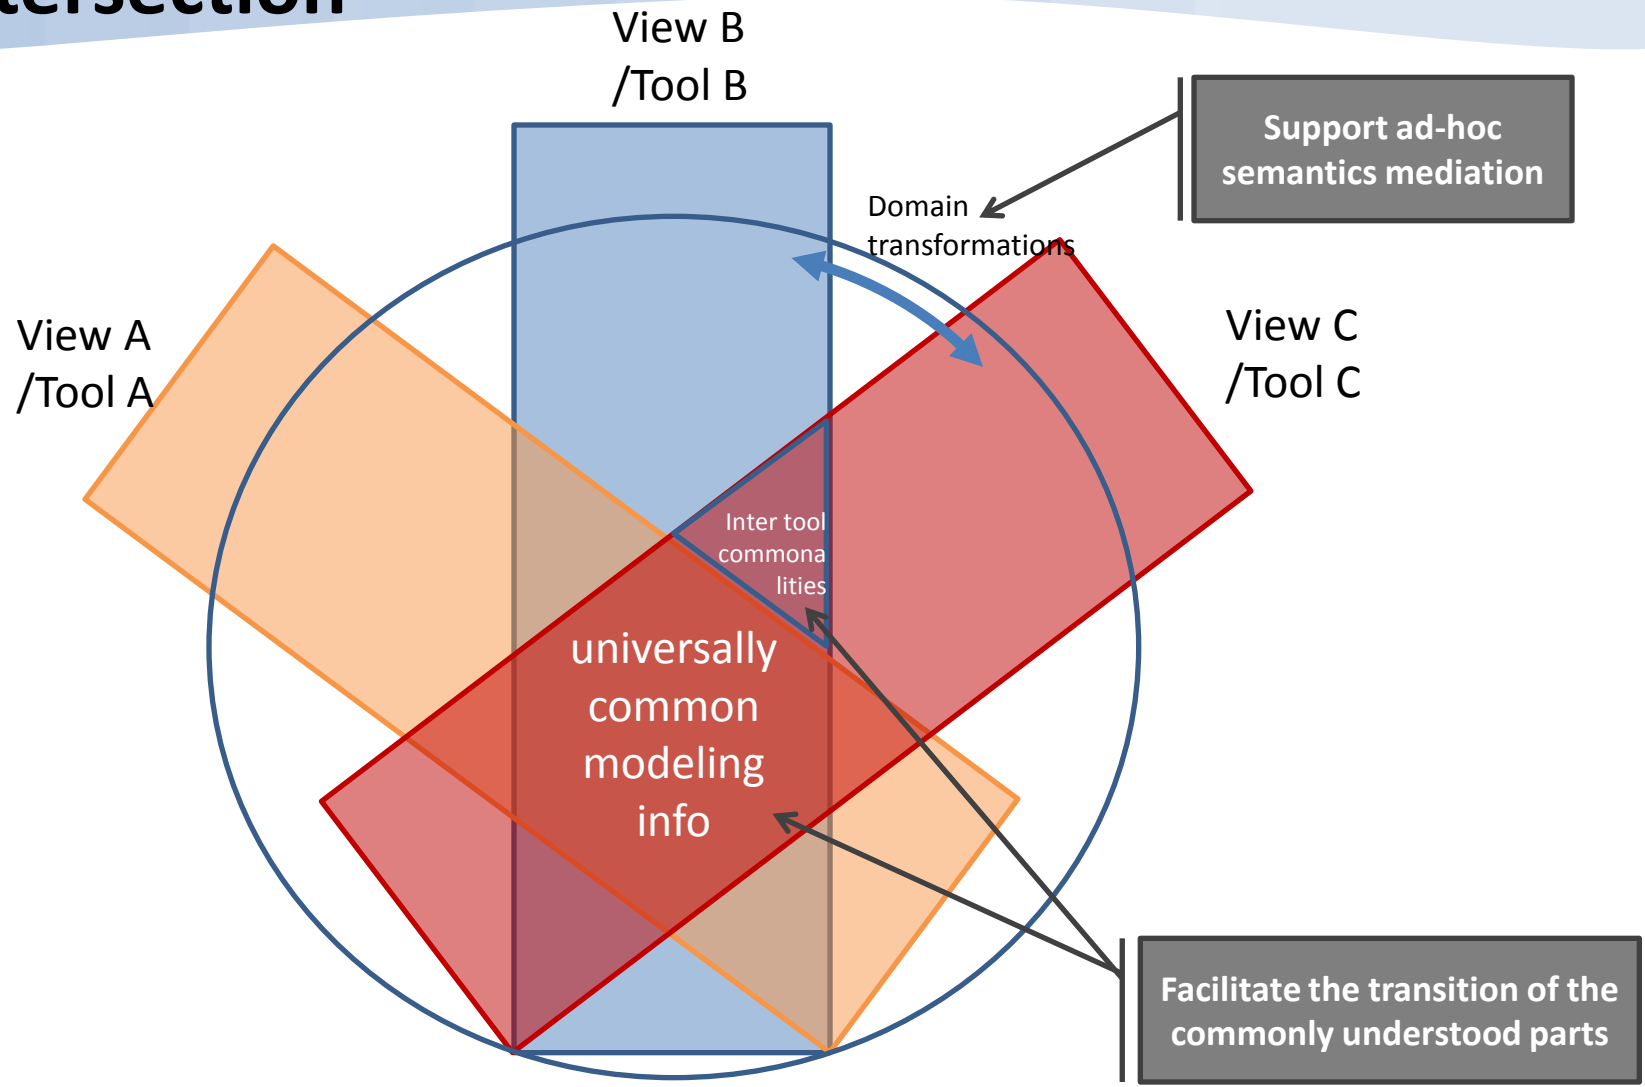 View B
/Tool B
Support ad-hoc
semantics mediation
Domain
transformations
View A
/Tool A
View C
/Tool C
Inter tool
commona
lities
universally
common
modeling
info
Facilitate the transition of the
commonly understood parts